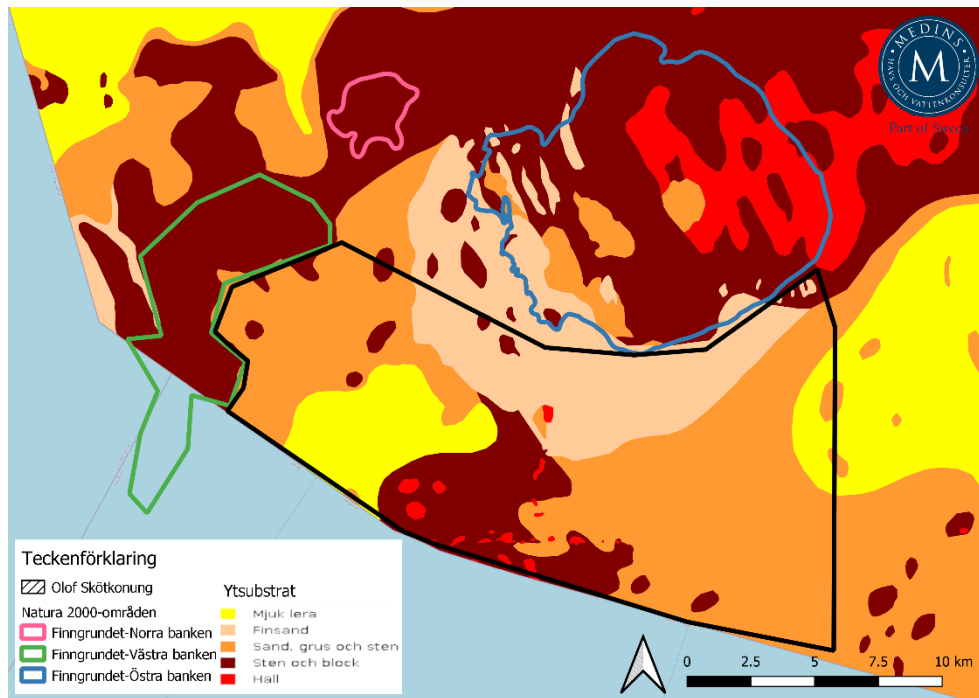 MEDINS
HAVS OCH VATTENKONSULTER
M
Part of Sweco
Teckenförklaring
Olof Skötkonung
Natura 2000-områden
Finngrundet-Norra banken
Finngrundet-Västra banken
Finngrundet-Östra banken
Ytsubstrat
Mjuk lera
Finsand
Sand, grus och sten
Sten och block
Häll
0 2.5 5 7.5 10 km